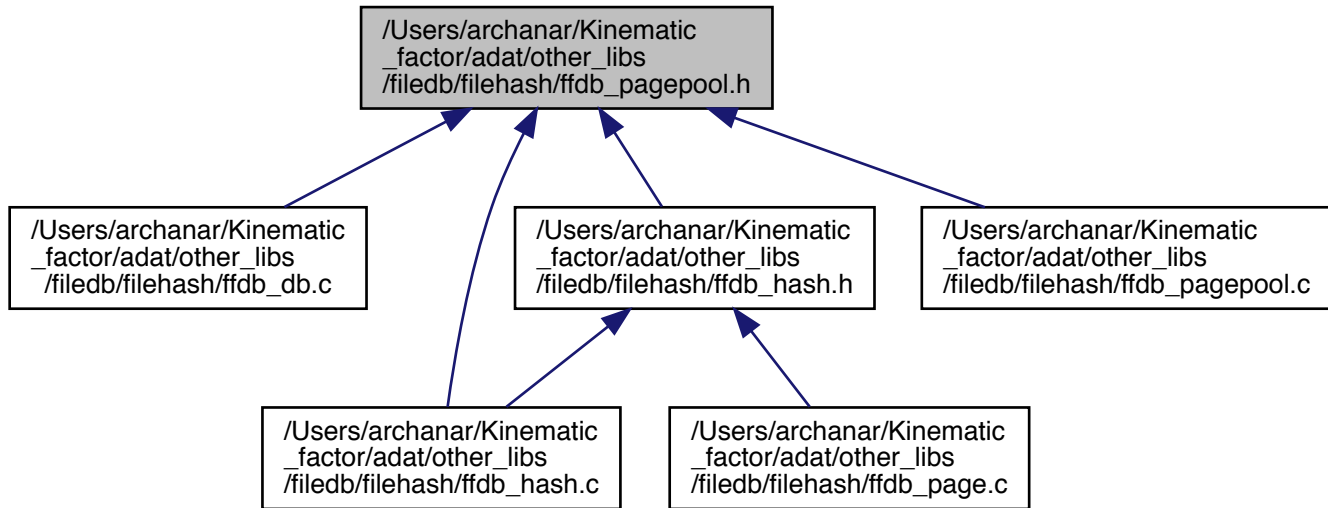 /Users/archanar/Kinematic
_factor/adat/other_libs
/filedb/filehash/ffdb_pagepool.h
/Users/archanar/Kinematic
_factor/adat/other_libs
/filedb/filehash/ffdb_db.c
/Users/archanar/Kinematic
_factor/adat/other_libs
/filedb/filehash/ffdb_hash.h
/Users/archanar/Kinematic
_factor/adat/other_libs
/filedb/filehash/ffdb_pagepool.c
/Users/archanar/Kinematic
_factor/adat/other_libs
/filedb/filehash/ffdb_hash.c
/Users/archanar/Kinematic
_factor/adat/other_libs
/filedb/filehash/ffdb_page.c